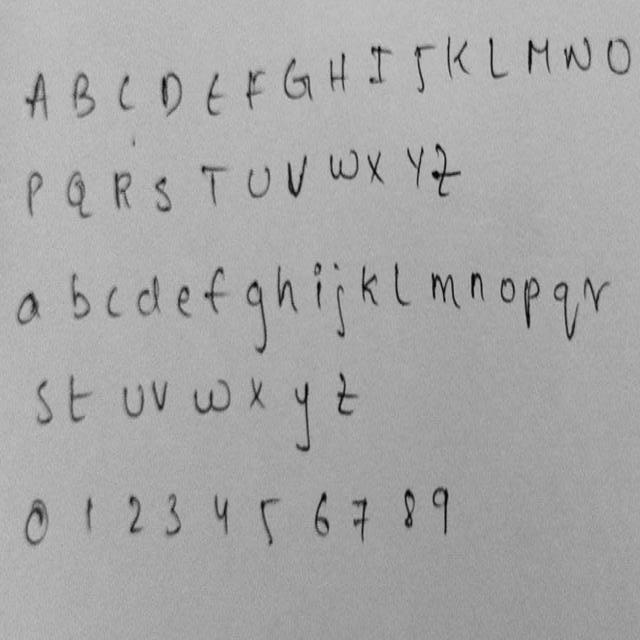 A B C D E F G H I J K L M N O
P Q R S T U V W X Y Z
a b c d e f g h i j k l m n o p q r
s t u v w x y z
0 1 2 3 4 5 6 7 8 9